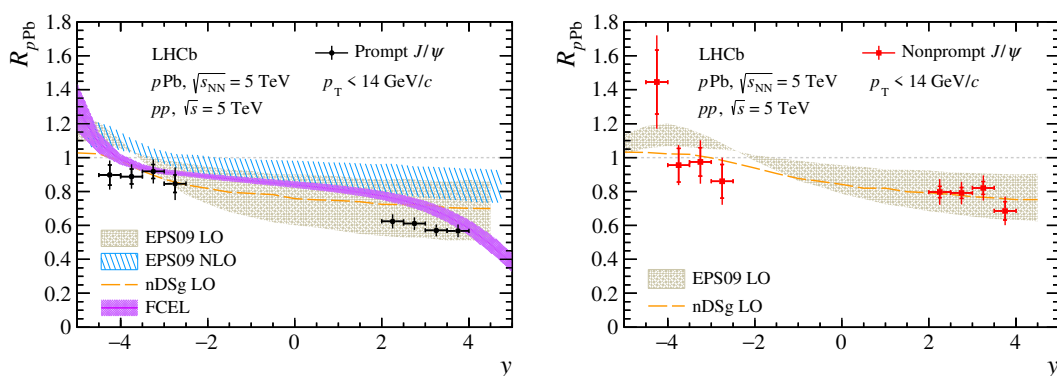 R_pPb
1.8
1.6
1.4
1.2
1
0.8
0.6
0.4
0.2
0
LHCb
Prompt J/ψ
pPb, √s_NN = 5 TeV
p_T < 14 GeV/c
pp, √s = 5 TeV
EPS09 LO
EPS09 NLO
nDSg LO
FCEL
−4 −2 0 2 4
y
R_pPb
1.8
1.6
1.4
1.2
1
0.8
0.6
0.4
0.2
0
LHCb
Nonprompt J/ψ
pPb, √s_NN = 5 TeV
p_T < 14 GeV/c
pp, √s = 5 TeV
EPS09 LO
nDSg LO
−4 −2 0 2 4
y